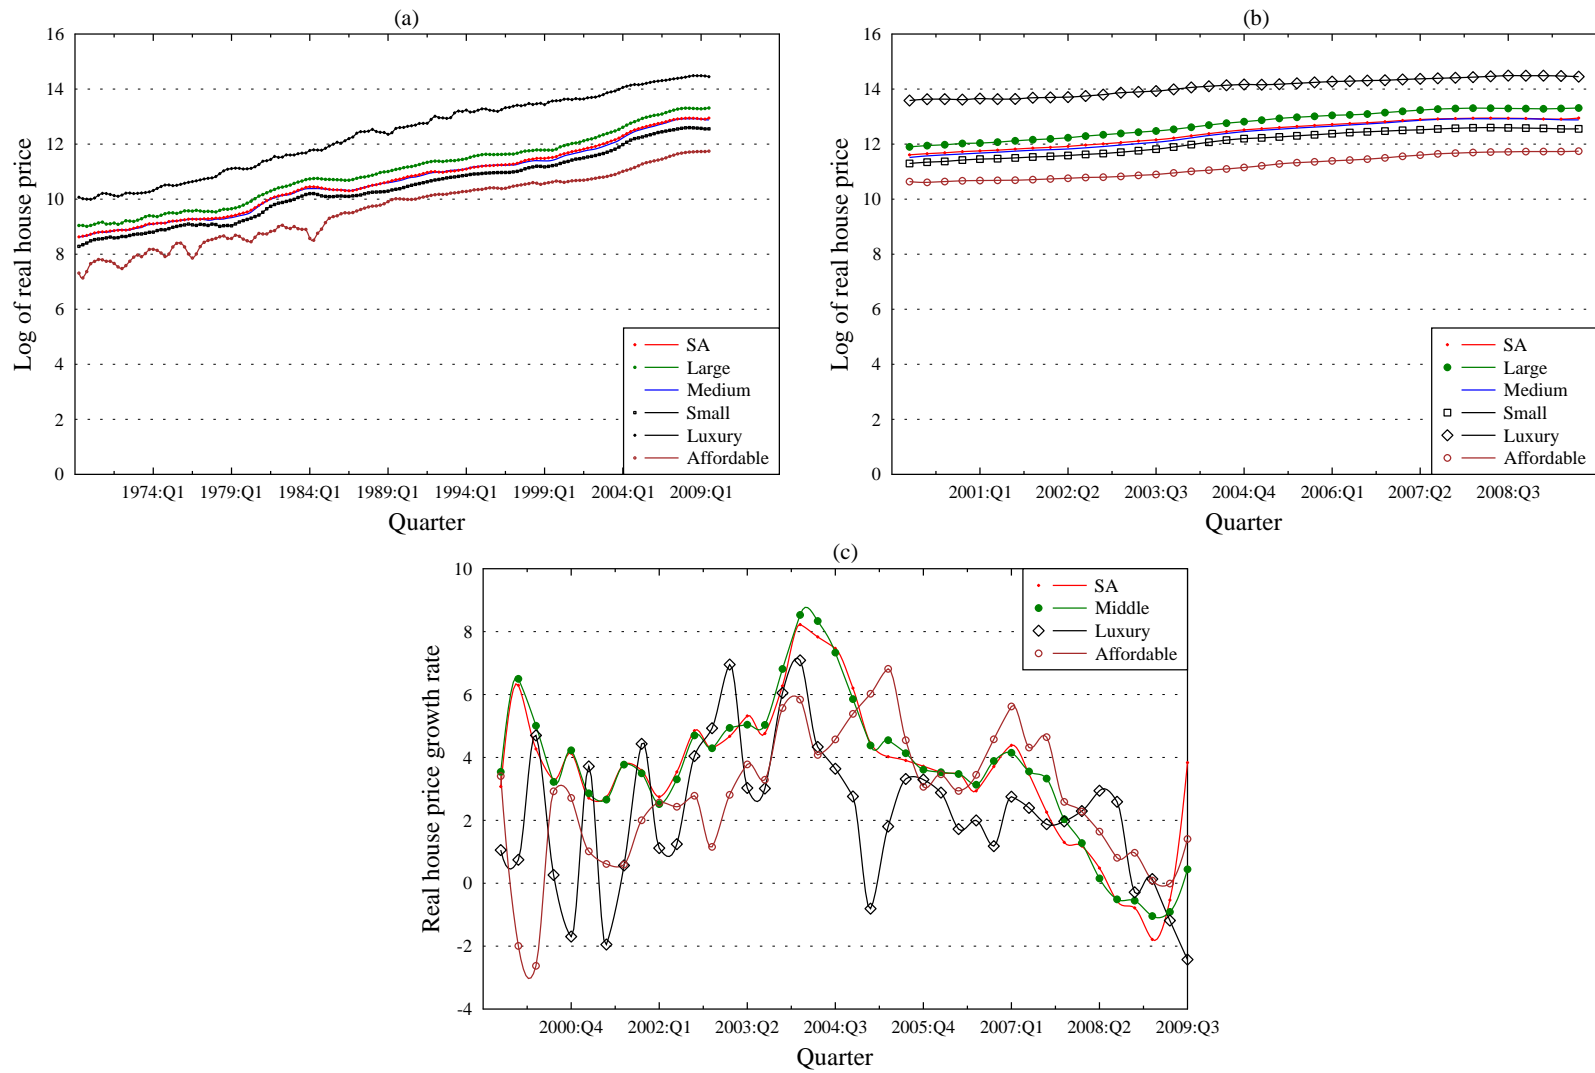 (a)
16
14
12
10
8
6
4
2
0
Log of real house price
1974:Q1 1979:Q1 1984:Q1 1989:Q1 1994:Q1 1999:Q1 2004:Q1 2009:Q1
Quarter
SA
Large
Medium
Small
Luxury
Affordable
(b)
16
14
12
10
8
6
4
2
0
Log of real house price
2001:Q1 2002:Q2 2003:Q3 2004:Q4 2006:Q1 2007:Q2 2008:Q3
Quarter
SA
Large
Medium
Small
Luxury
Affordable
(c)
10
8
6
4
2
0
-2
-4
Real house price growth rate
2000:Q4 2002:Q1 2003:Q2 2004:Q3 2005:Q4 2007:Q1 2008:Q2 2009:Q3
Quarter
SA
Middle
Luxury
Affordable